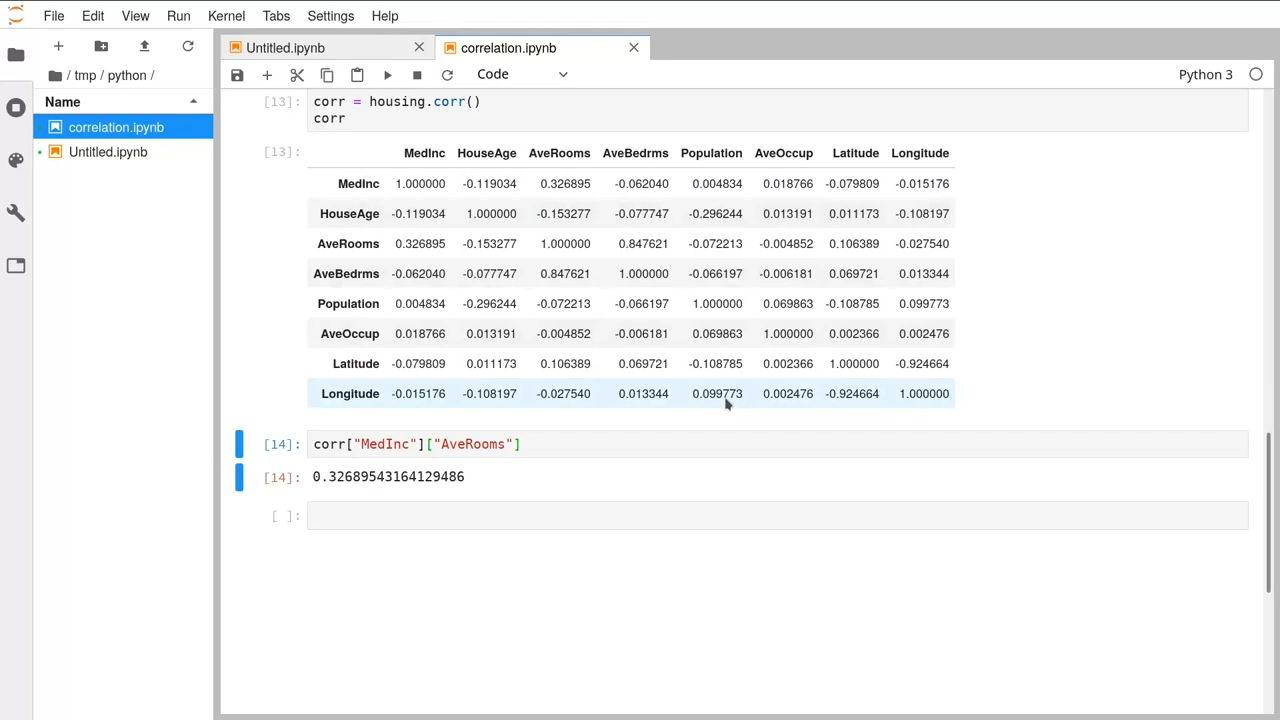 File Edit View Run Kernel Tabs Settings Help
Untitled.ipynb correlation.ipynb
/ tmp / python /
Code Python 3
Name
correlation.ipynb
Untitled.ipynb
[13]: corr = housing.corr()
corr
[13]: MedInc HouseAge AveRooms AveBedrms Population AveOccup Latitude Longitude
MedInc 1.000000 -0.119034 0.326895 -0.062040 0.004834 0.018766 -0.079809 -0.015176
HouseAge -0.119034 1.000000 -0.153277 -0.077747 -0.296244 0.013191 0.011173 -0.108197
AveRooms 0.326895 -0.153277 1.000000 0.847621 -0.072213 -0.004852 0.106389 -0.027540
AveBedrms -0.062040 -0.077747 0.847621 1.000000 -0.066197 -0.006181 0.069721 0.013344
Population 0.004834 -0.296244 -0.072213 -0.066197 1.000000 0.069863 -0.108785 0.099773
AveOccup 0.018766 0.013191 -0.004852 -0.006181 0.069863 1.000000 0.002366 0.002476
Latitude -0.079809 0.011173 0.106389 0.069721 -0.108785 0.002366 1.000000 -0.924664
Longitude -0.015176 -0.108197 -0.027540 0.013344 0.099773 0.002476 -0.924664 1.000000
[14]: corr["MedInc"]["AveRooms"]
[14]: 0.32689543164129486
[ ]: